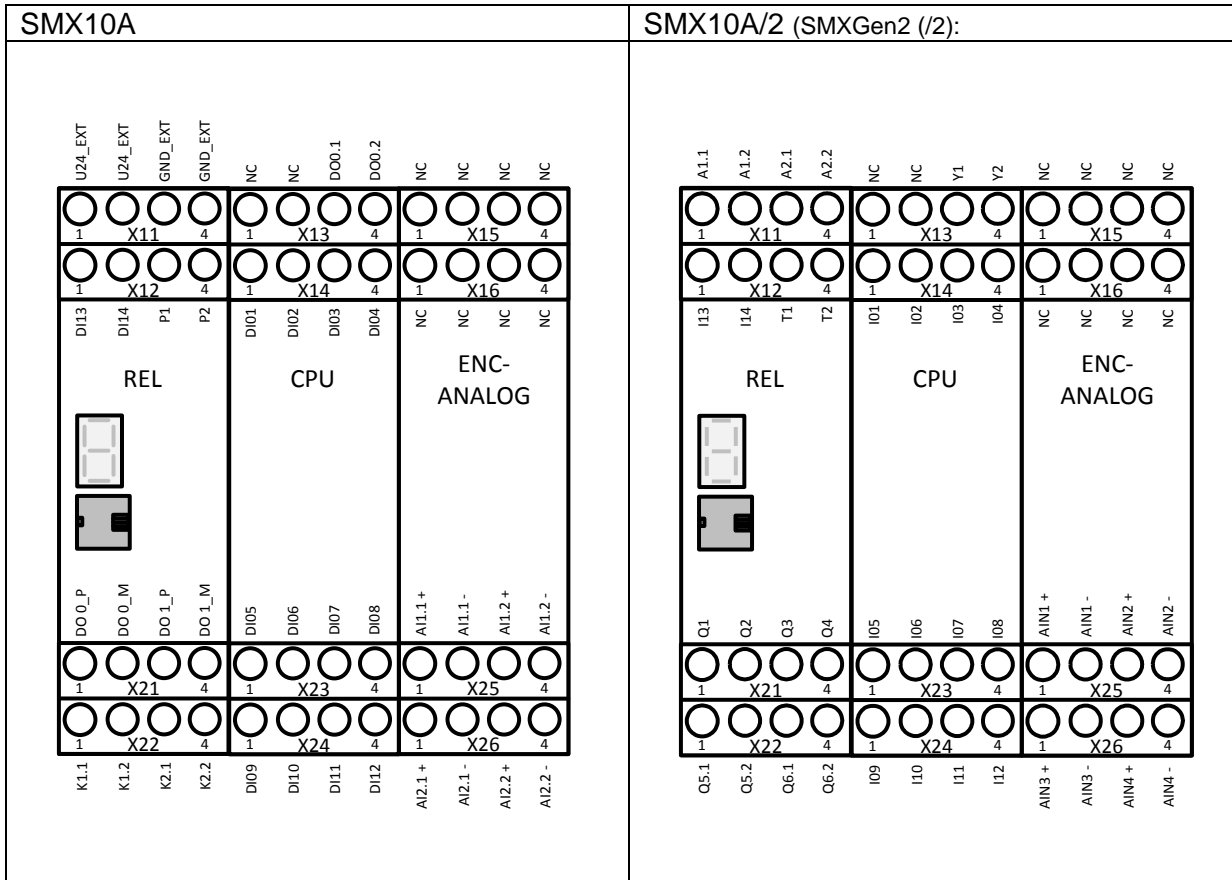 SMX10A
SMX10A/2 (SMXGen2 (/2):
U24_EXT U24_EXT GND_EXT GND_EXT NC NC DO0.1 DO0.2 NC NC NC NC
1 X11 4 1 X13 4 1 X15 4
1 X12 4 1 X14 4 1 X16 4
DI13 DI14 P1 P2 DI01 DI02 DI03 DI04 NC NC NC NC
REL CPU ENC-
ANALOG
DO 0_P DO 0_M DO 1_P DO 1_M DI05 DI06 DI07 DI08 AI1.1 + AI1.1 - AI1.2 + AI1.2 -
1 X21 4 1 X23 4 1 X25 4
1 X22 4 1 X24 4 1 X26 4
K1.1 K1.2 K2.1 K2.2 DI09 DI10 DI11 DI12 AI2.1 + AI2.1 - AI2.2 + AI2.2 -
A1.1 A1.2 A2.1 A2.2 NC NC Y1 Y2 NC NC NC NC
1 X11 4 1 X13 4 1 X15 4
1 X12 4 1 X14 4 1 X16 4
I13 I14 T1 T2 I01 I02 I03 I04 NC NC NC NC
REL CPU ENC-
ANALOG
Q1 Q2 Q3 Q4 I05 I06 I07 I08 AIN1 + AIN1 - AIN2 + AIN2 -
1 X21 4 1 X23 4 1 X25 4
1 X22 4 1 X24 4 1 X26 4
Q5.1 Q5.2 Q6.1 Q6.2 I09 I10 I11 I12 AIN3 + AIN3 - AIN4 + AIN4 -